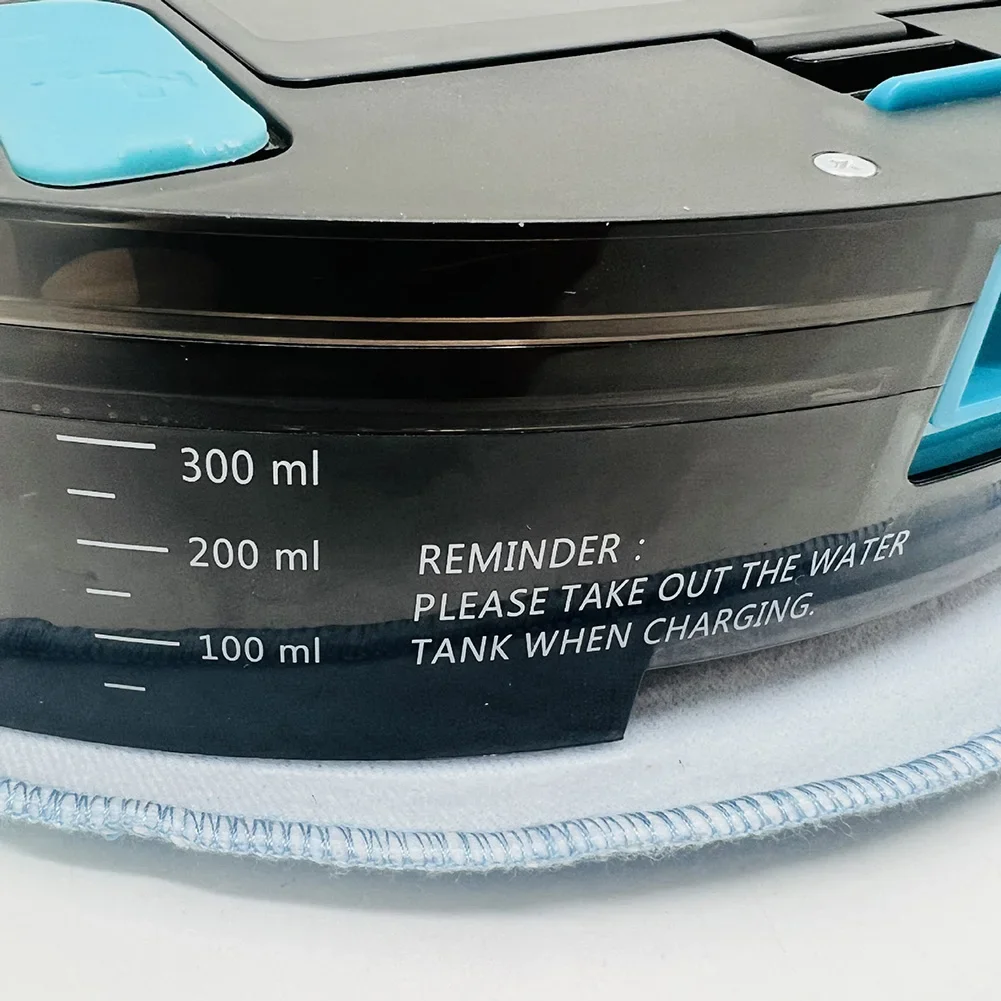 300 ml
200 ml
100 ml
REMINDER :
PLEASE TAKE OUT THE WATER
TANK WHEN CHARGING.